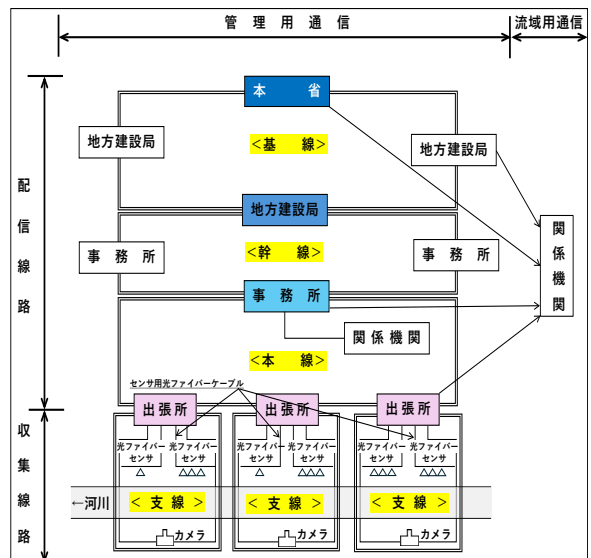 管理用通信
流域用通信
配信線路
収集線路
本 省
<基 線>
地方建設局
地方建設局
地方建設局
<幹 線>
事務所
事務所
事務所
関係機関
関係機関
<本 線>
センサ用光ファイバーケーブル
出張所
出張所
出張所
光ファイバー
センサ
光ファイバー
センサ
光ファイバー
センサ
光ファイバー
センサ
光ファイバー
センサ
光ファイバー
センサ
←河川
<支線>
<支線>
<支線>
カメラ
カメラ
カメラ